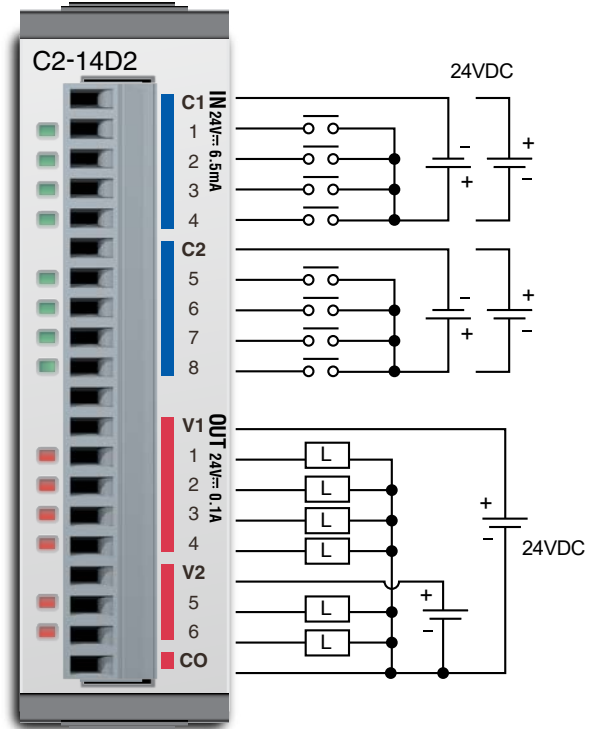 C2-14D2
24VDC
IN 24V⎓ 6.5mA
C1
1
2
3
4
C2
5
6
7
8
- + + -
- + + -
OUT 24V⎓ 0.1A
V1
1 L
2 L
3 L
4 L
V2
5 L
6 L
CO
+ -
24VDC
+ -